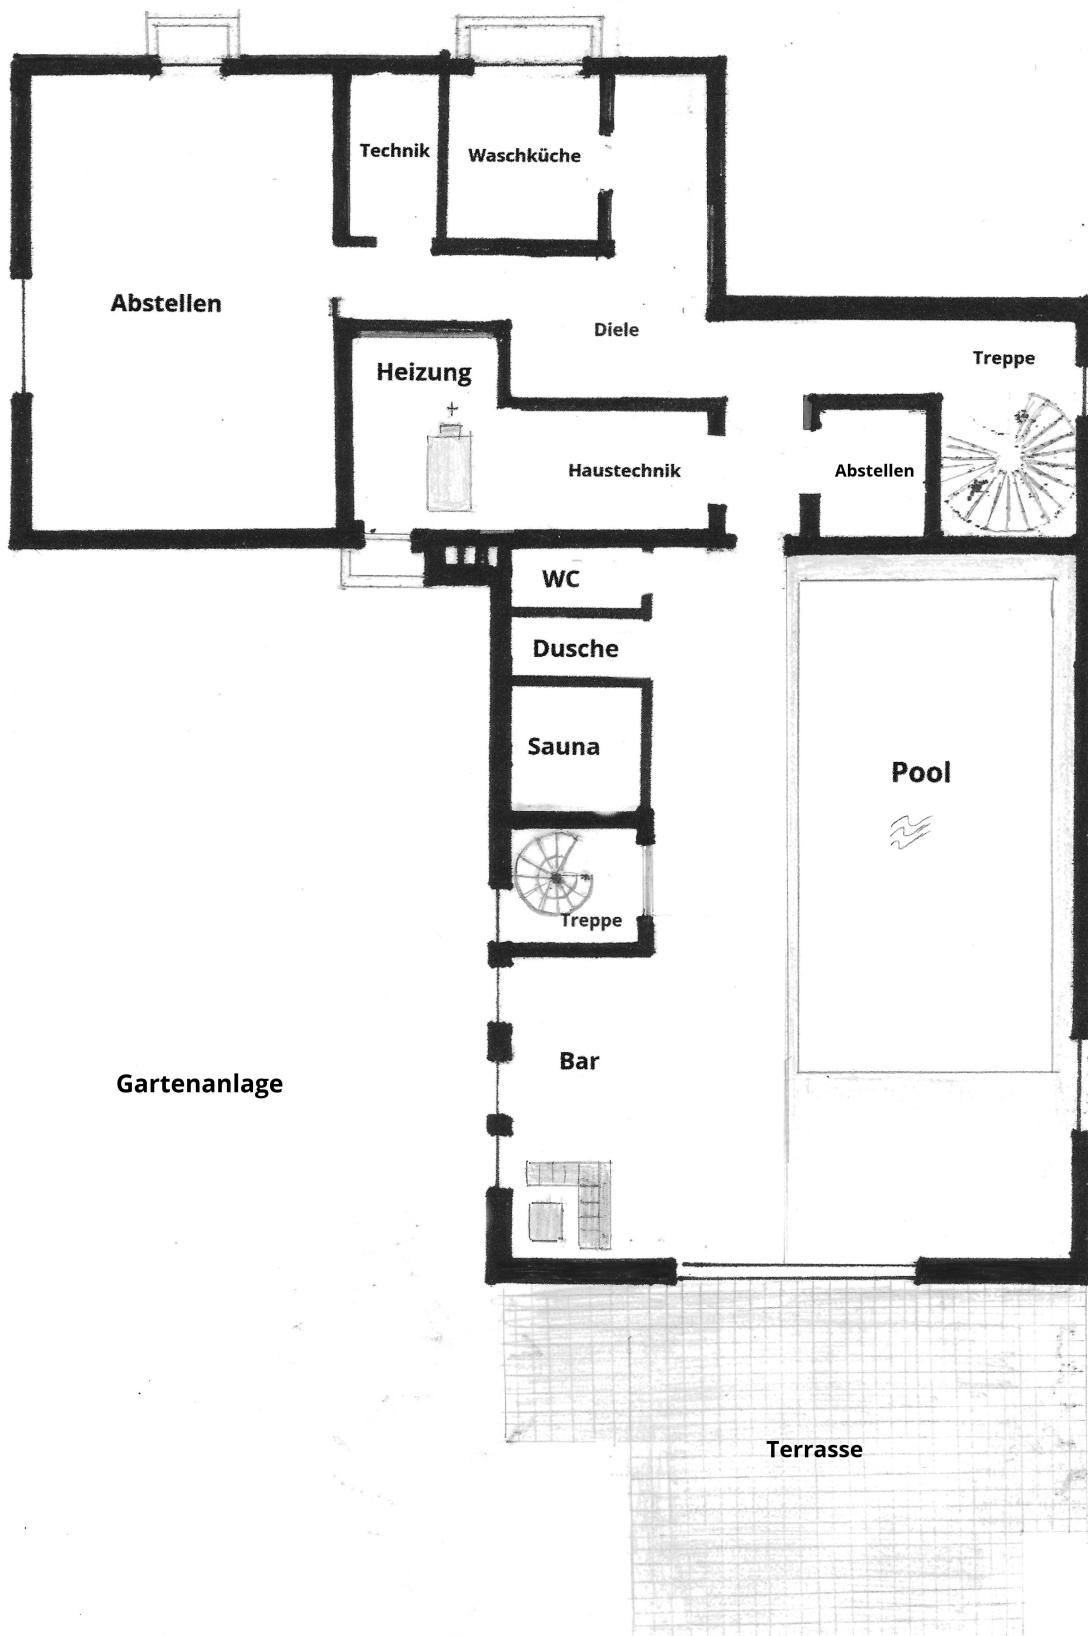 Technik
Waschküche
Abstellen
Diele
Treppe
Heizung
Haustechnik
Abstellen
WC
Dusche
Sauna
Pool
Treppe
Bar
Gartenanlage
Terrasse